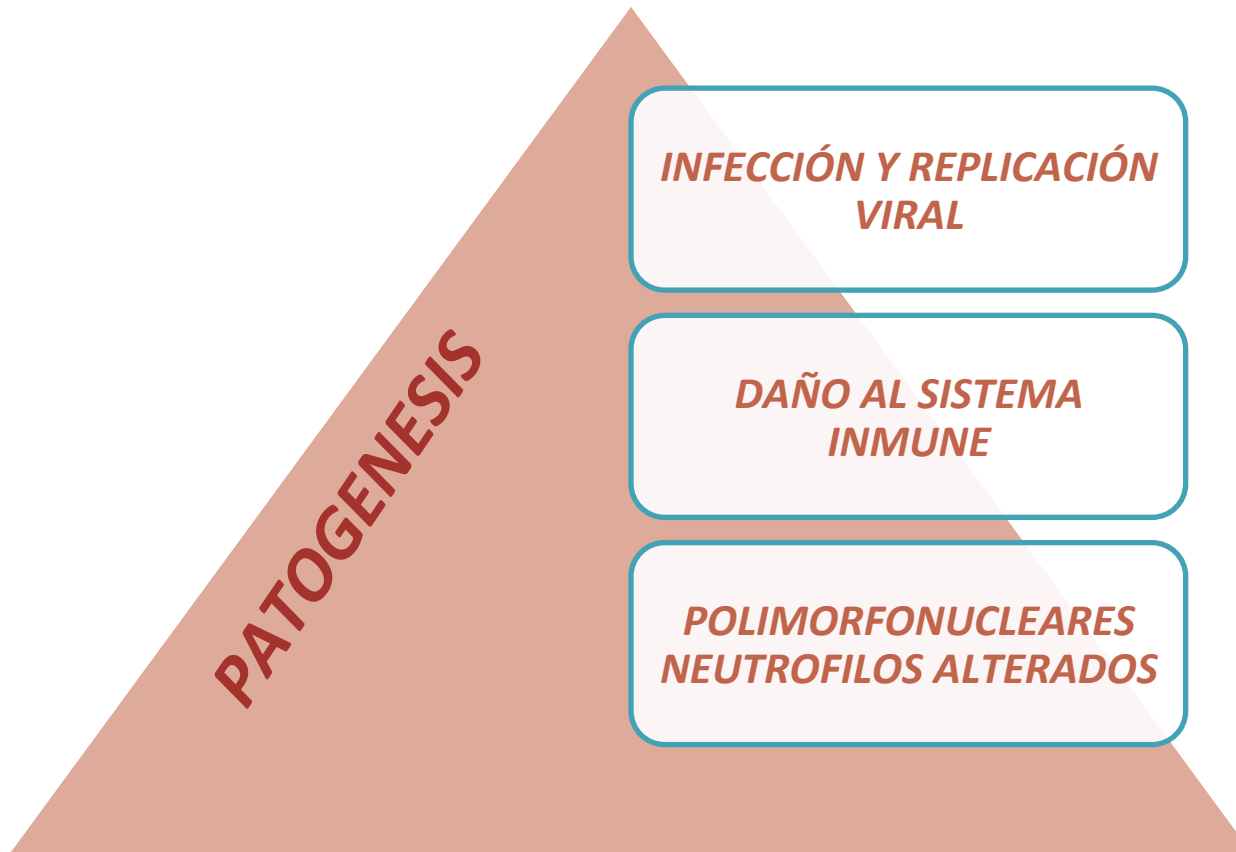 PATOGENESIS
INFECCIÓN Y REPLICACIÓN
VIRAL
DAÑO AL SISTEMA
INMUNE
POLIMORFONUCLEARES
NEUTROFILOS ALTERADOS